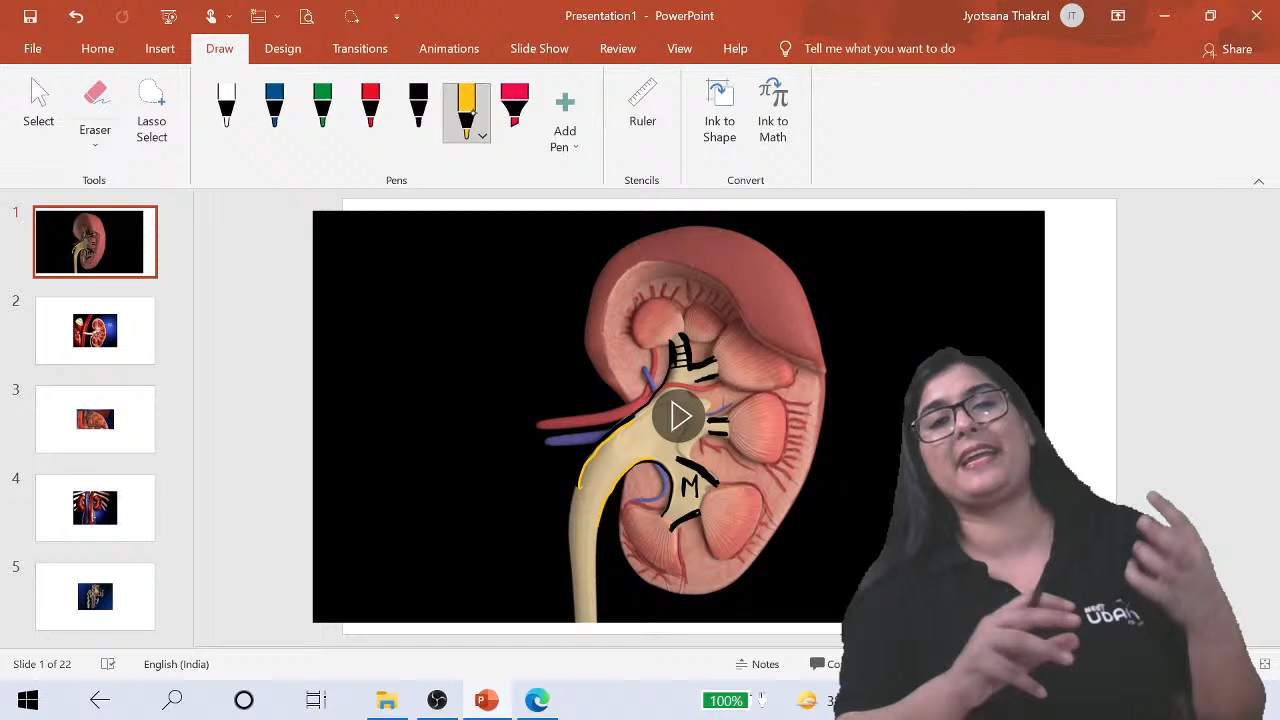 Presentation1 - PowerPoint
Jyotsana Thakral
JT
File
Home
Insert
Draw
Design
Transitions
Animations
Slide Show
Review
View
Help
Tell me what you want to do
Share
Select
Eraser
Lasso
Select
Add
Pen
Ruler
Ink to
Shape
Ink to
Math
Tools
Pens
Stencils
Convert
1
2
3
4
5
M
UDAN
Slide 1 of 22
English (India)
Notes
100%